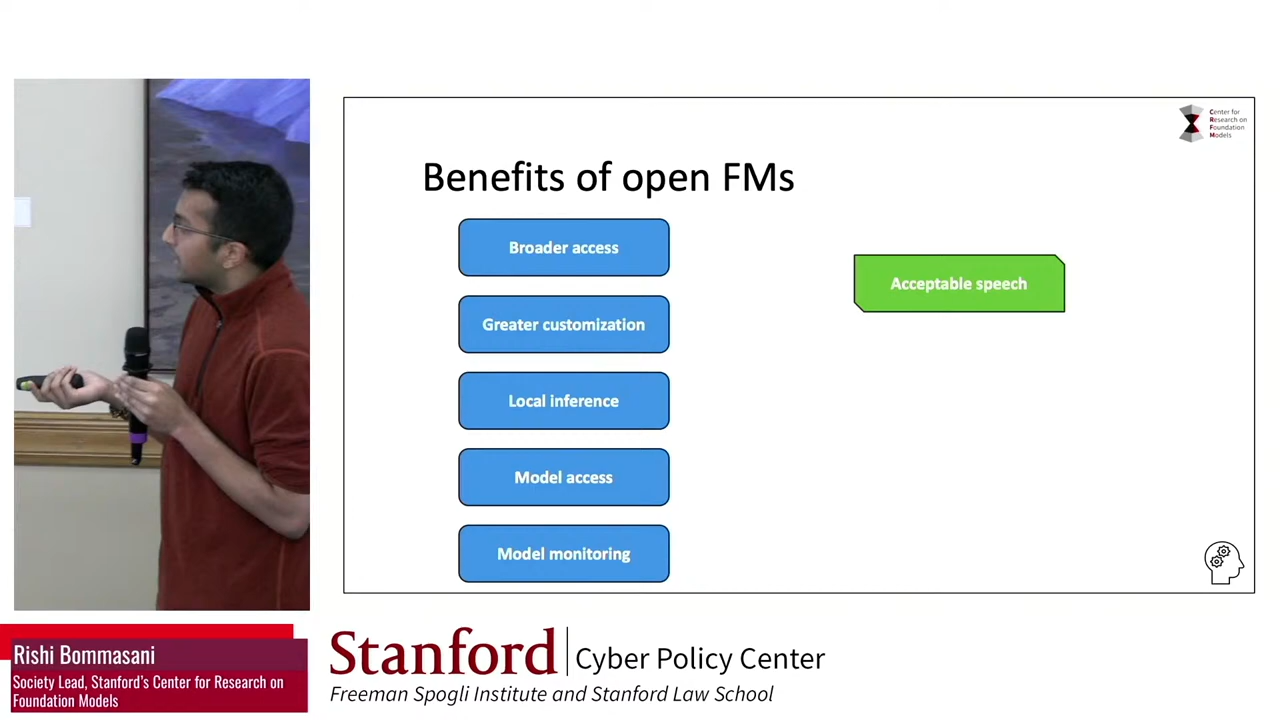 Center for
Research on
Foundation
Models
Benefits of open FMs
Broader access
Acceptable speech
Greater customization
Local inference
Model access
Model monitoring
Rishi Bommasani
Society Lead, Stanford's Center for Research on
Foundation Models
Stanford
Cyber Policy Center
Freeman Spogli Institute and Stanford Law School